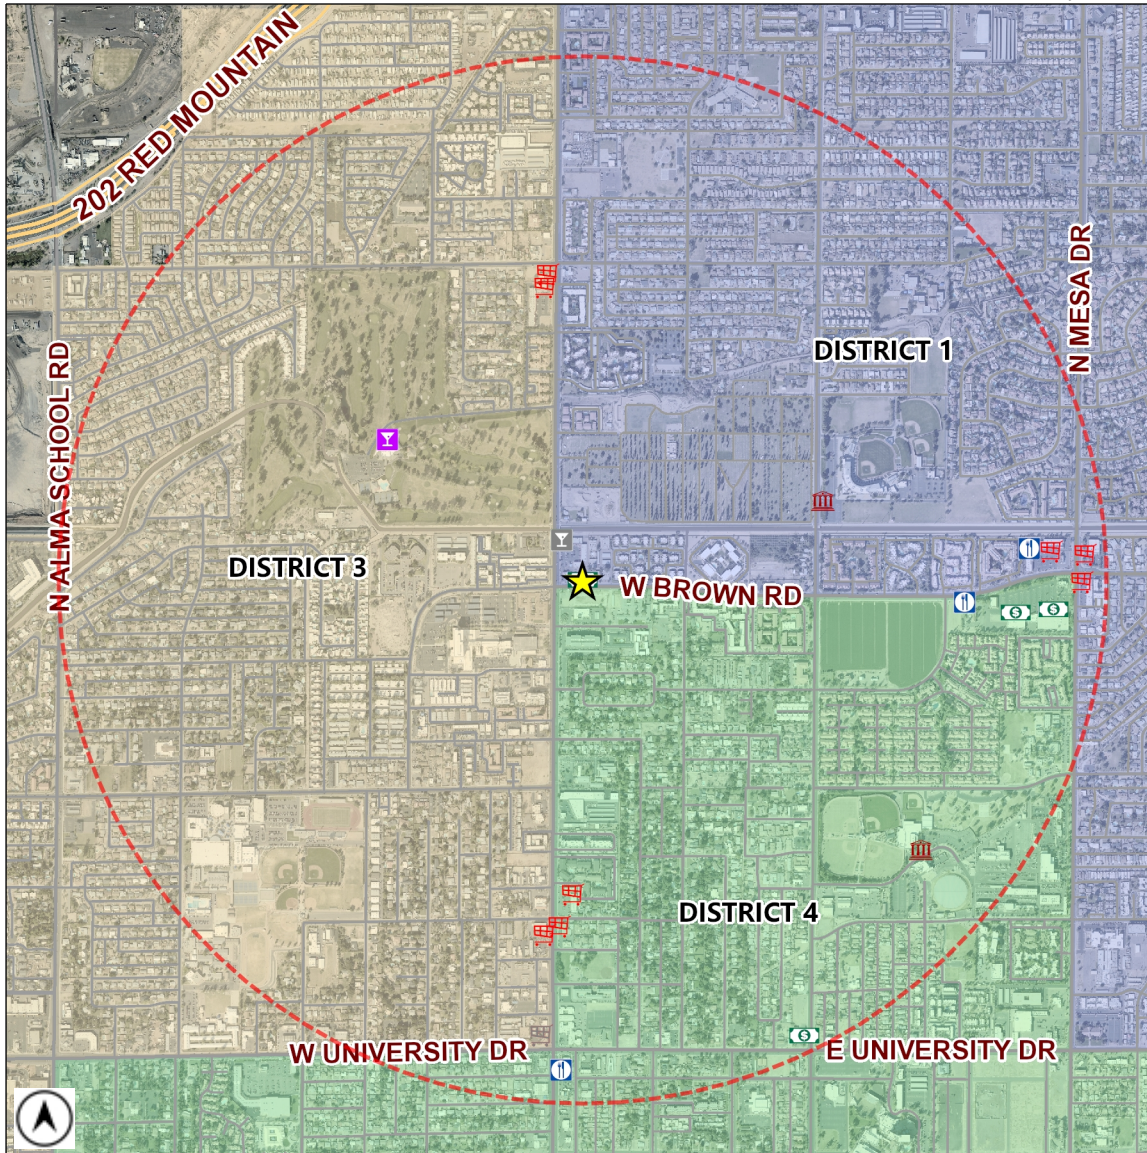 202 RED MOUNTAIN
N MESA DR
DISTRICT 1
N ALMA SCHOOL RD
DISTRICT 3
W BROWN RD
$
$
DISTRICT 4
$
W UNIVERSITY DR
E UNIVERSITY DR